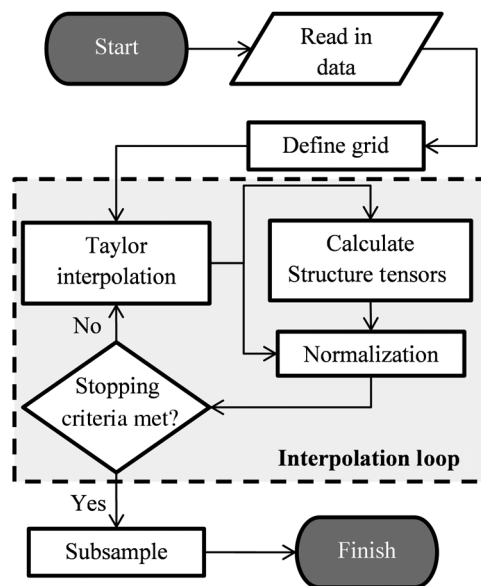 Start
Read in
data
Define grid
Taylor
interpolation
Calculate
Structure tensors
No
Normalization
Stopping
criteria met?
Interpolation loop
Yes
Subsample
Finish